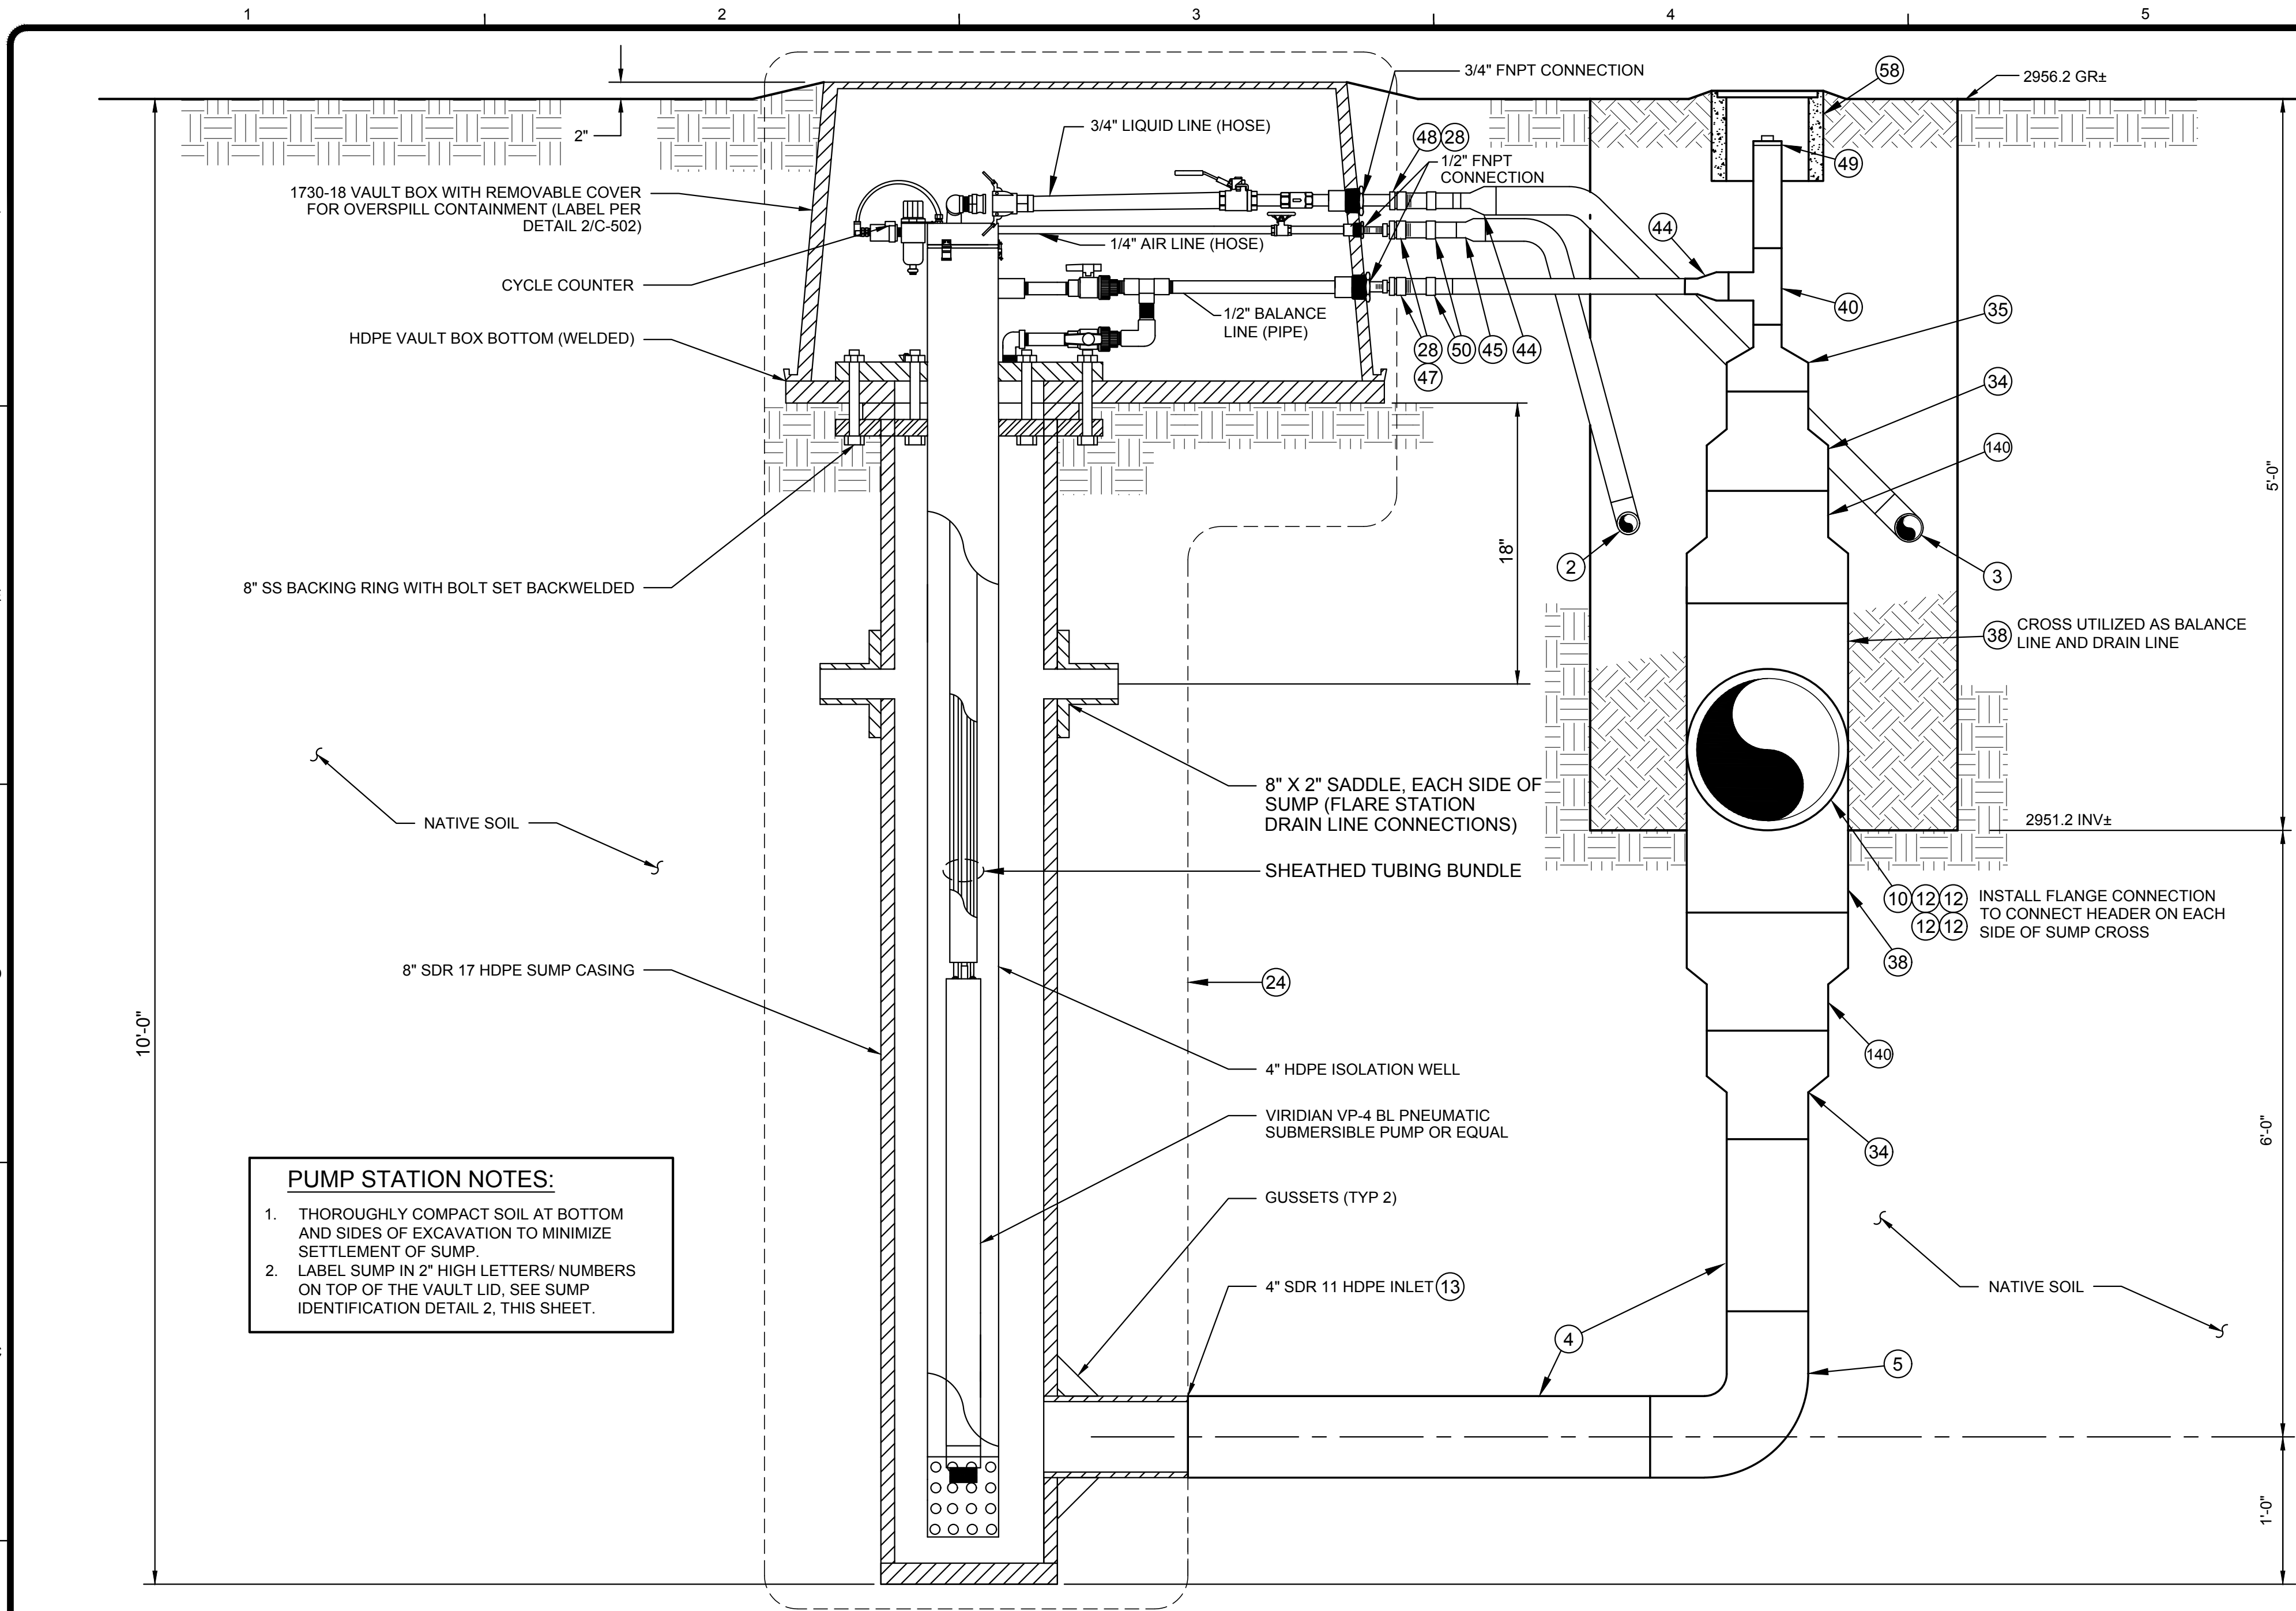 1
2
3
4
5
3/4" FNPT CONNECTION
58
2956.2 GR±
2"
3/4" LIQUID LINE (HOSE)
48
28
1/2" FNPT
CONNECTION
49
1730-18 VAULT BOX WITH REMOVABLE COVER
FOR OVERSPILL CONTAINMENT (LABEL PER
DETAIL 2/C-502)
44
1/4" AIR LINE (HOSE)
CYCLE COUNTER
40
35
1/2" BALANCE
LINE (PIPE)
HDPE VAULT BOX BOTTOM (WELDED)
28
50
45
44
47
34
140
5'-0"
18"
2
3
8" SS BACKING RING WITH BOLT SET BACKWELDED
38
CROSS UTILIZED AS BALANCE
LINE AND DRAIN LINE
8" X 2" SADDLE, EACH SIDE OF
SUMP (FLARE STATION
DRAIN LINE CONNECTIONS)
NATIVE SOIL
2951.2 INV±
SHEATHED TUBING BUNDLE
10
12
12
12
12
INSTALL FLANGE CONNECTION
TO CONNECT HEADER ON EACH
SIDE OF SUMP CROSS
38
8" SDR 17 HDPE SUMP CASING
24
10'-0"
140
4" HDPE ISOLATION WELL
VIRIDIAN VP-4 BL PNEUMATIC
SUBMERSIBLE PUMP OR EQUAL
6'-0"
34
PUMP STATION NOTES:
1. THOROUGHLY COMPACT SOIL AT BOTTOM
AND SIDES OF EXCAVATION TO MINIMIZE
SETTLEMENT OF SUMP.
2. LABEL SUMP IN 2" HIGH LETTERS/ NUMBERS
ON TOP OF THE VAULT LID, SEE SUMP
IDENTIFICATION DETAIL 2, THIS SHEET.
GUSSETS (TYP 2)
4" SDR 11 HDPE INLET
13
NATIVE SOIL
4
5
1'-0"